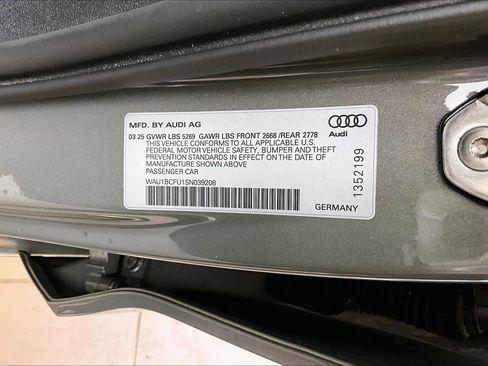 MFD. BY AUDI AG
03 25 GVWR LBS 5269 GAWR LBS FRONT 2668 /REAR 2778
THIS VEHICLE CONFORMS TO ALL APPLICABLE U.S.
FEDERAL MOTOR VEHICLE SAFETY, BUMPER AND THEFT
PREVENTION STANDARDS IN EFFECT ON THE DATE OF
MANUFACTURE SHOWN ABOVE
PASSENGER CAR
WAU1BCFU1SN039208
Audi
1352199
GERMANY